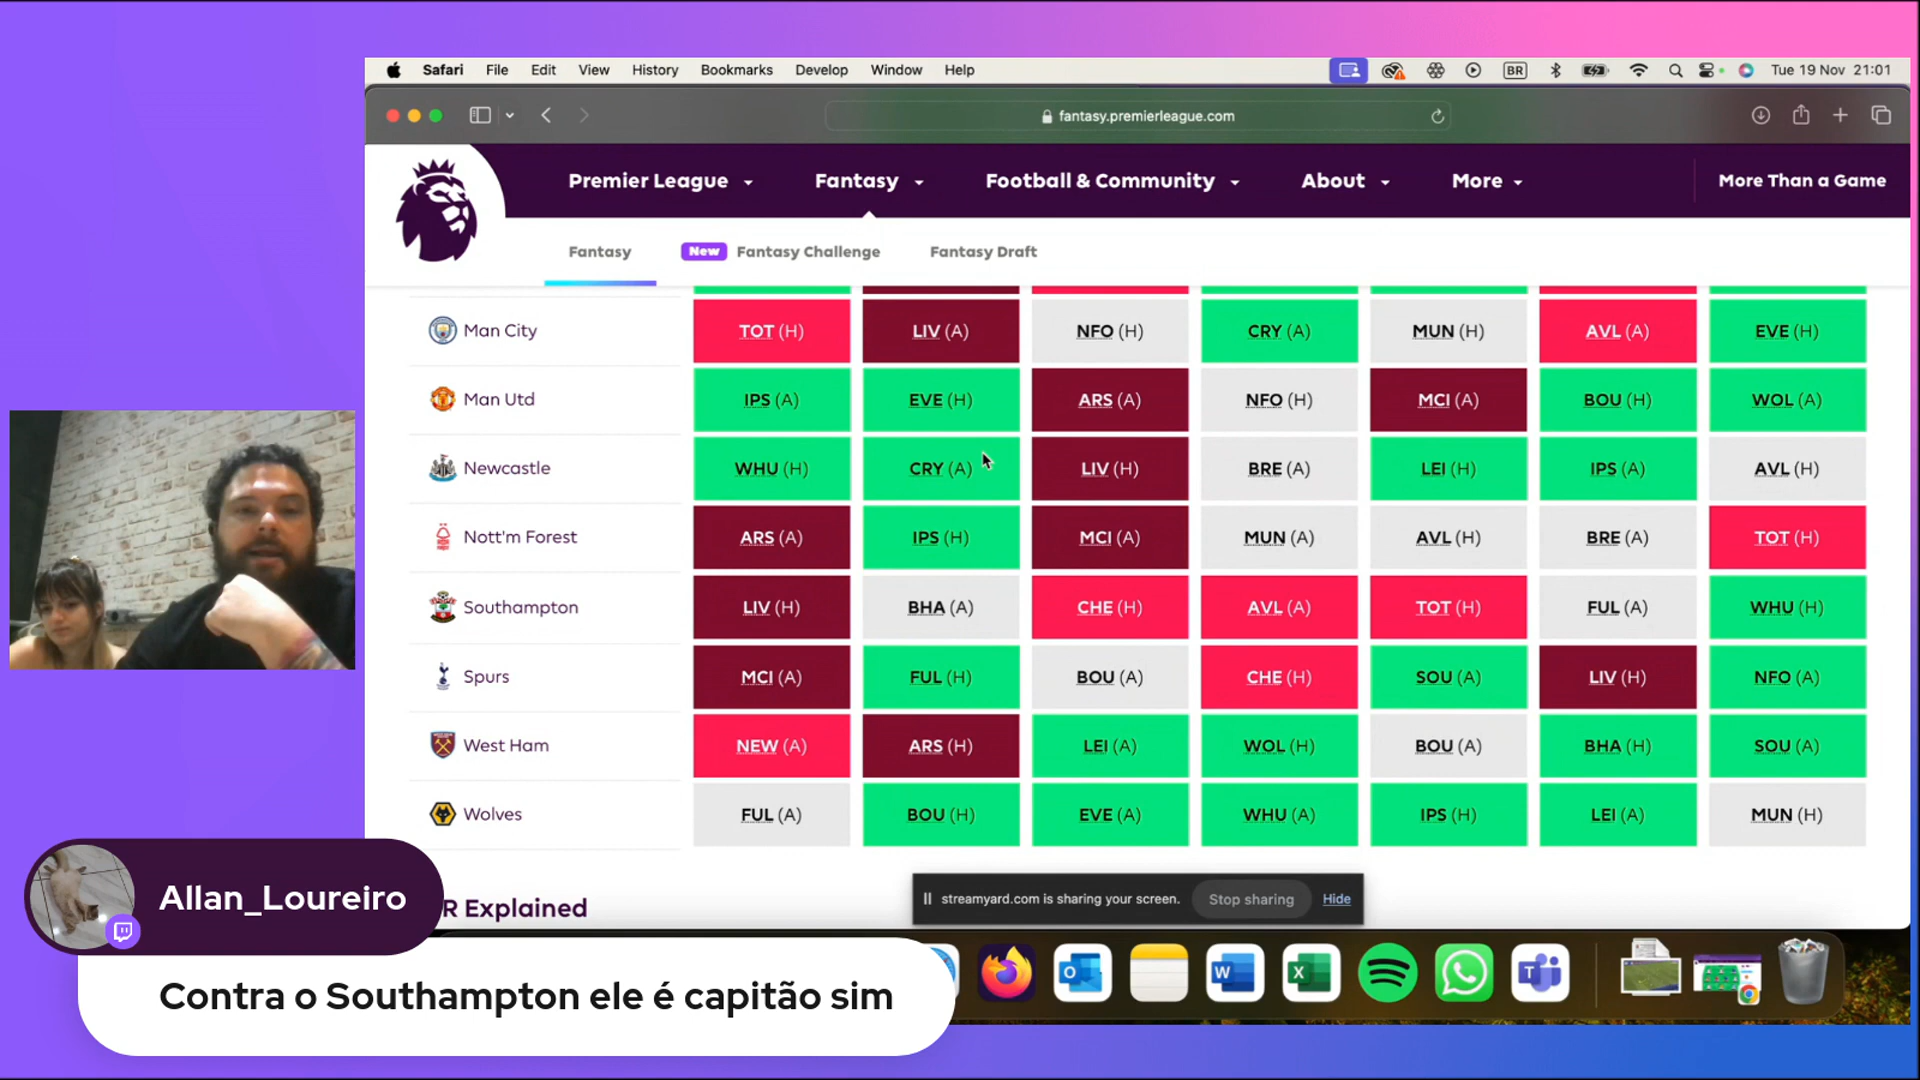 Safari File Edit View History Bookmarks Develop Window Help BR Tue 19 Nov 21:01
fantasy.premierleague.com
Premier League Fantasy Football & Community About More More Than a Game
Fantasy New Fantasy Challenge Fantasy Draft
Man City TOT (H) LIV (A) NFO (H) CRY (A) MUN (H) AVL (A) EVE (H)
Man Utd IPS (A) EVE (H) ARS (A) NFO (H) MCI (A) BOU (H) WOL (A)
Newcastle WHU (H) CRY (A) LIV (H) BRE (A) LEI (H) IPS (A) AVL (H)
Nott'm Forest ARS (A) IPS (H) MCI (A) MUN (A) AVL (H) BRE (A) TOT (H)
Southampton LIV (H) BHA (A) CHE (H) AVL (A) TOT (H) FUL (A) WHU (H)
Spurs MCI (A) FUL (H) BOU (A) CHE (H) SOU (A) LIV (H) NFO (A)
West Ham NEW (A) ARS (H) LEI (A) WOL (H) BOU (A) BHA (H) SOU (A)
Wolves FUL (A) BOU (H) EVE (A) WHU (A) IPS (H) LEI (A) MUN (H)
R Explained
streamyard.com is sharing your screen. Stop sharing Hide
Allan_Loureiro
Contra o Southampton ele é capitão sim